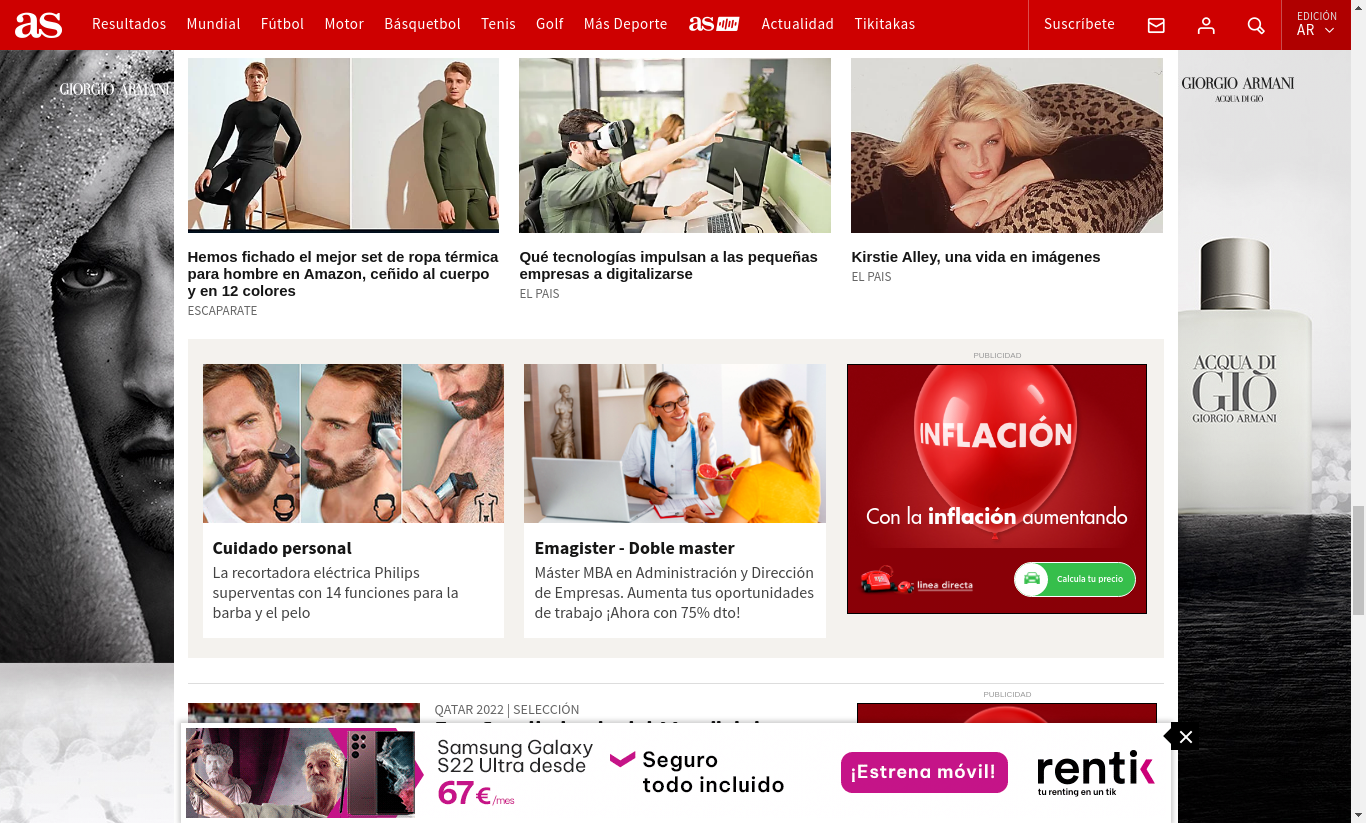 as
Resultados
Mundial
Fútbol
Motor
Básquetbol
Tenis
Golf
Más Deporte
as
Actualidad
Tikitakas
Suscríbete
EDICIÓN
AR
GIORGIO ARMANI
GIORGIO ARMANI
ACQUA DI GIÒ
Hemos fichado el mejor set de ropa térmica
para hombre en Amazon, ceñido al cuerpo
y en 12 colores
ESCAPARATE
Qué tecnologías impulsan a las pequeñas
empresas a digitalizarse
EL PAIS
Kirstie Alley, una vida en imágenes
EL PAIS
ACQUA DI
GIÒ
GIORGIO ARMANI
Cuidado personal
La recortadora eléctrica Philips
superventas con 14 funciones para la
barba y el pelo
Emagister - Doble master
Máster MBA en Administración y Dirección
de Empresas. Aumenta tus oportunidades
de trabajo ¡Ahora con 75% dto!
PUBLICIDAD
INFLACIÓN
Con la inflación aumentando
línea directa
Calcula tu precio
QATAR 2022 | SELECCIÓN
PUBLICIDAD
Samsung Galaxy
S22 Ultra desde
67€/mes
Seguro
todo incluido
¡Estrena móvil!
rentik
tu renting en un tik